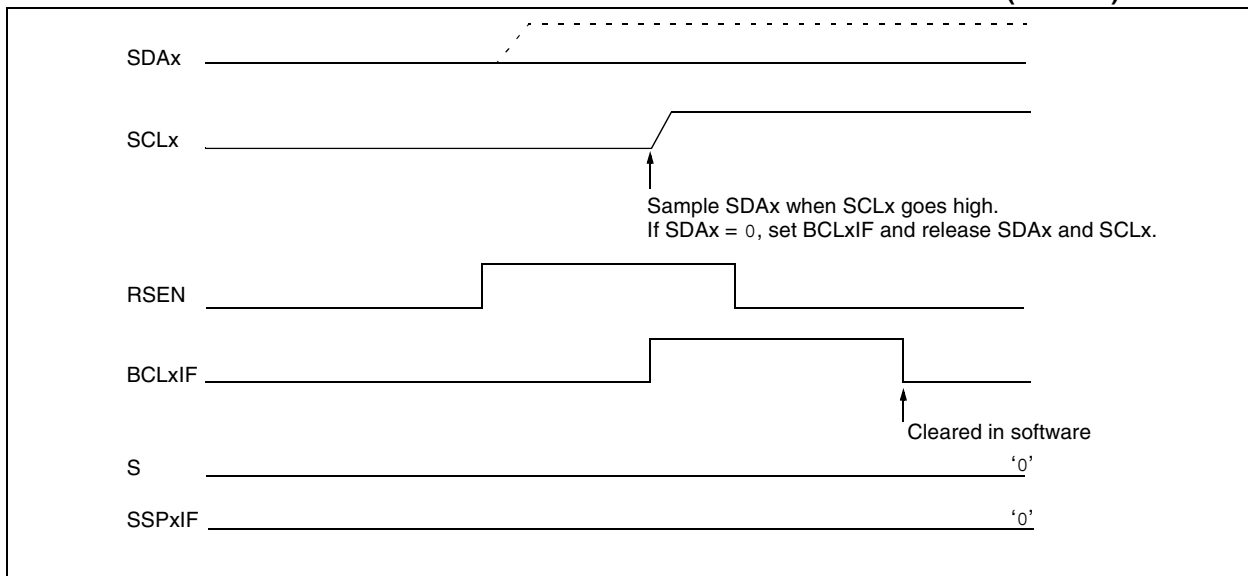 SDAx
SCLx
Sample SDAx when SCLx goes high.
If SDAx = 0, set BCLxIF and release SDAx and SCLx.
RSEN
BCLxIF
Cleared in software
S
‘0’
SSPxIF
‘0’